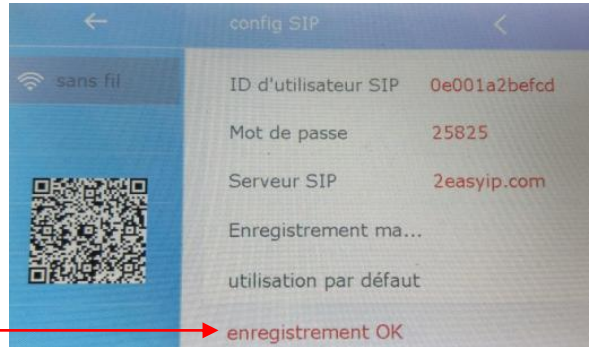 config SIP
sans fil
ID d'utilisateur SIP 0e001a2befcd
Mot de passe 25825
Serveur SIP 2easyip.com
Enregistrement ma...
utilisation par défaut
enregistrement OK